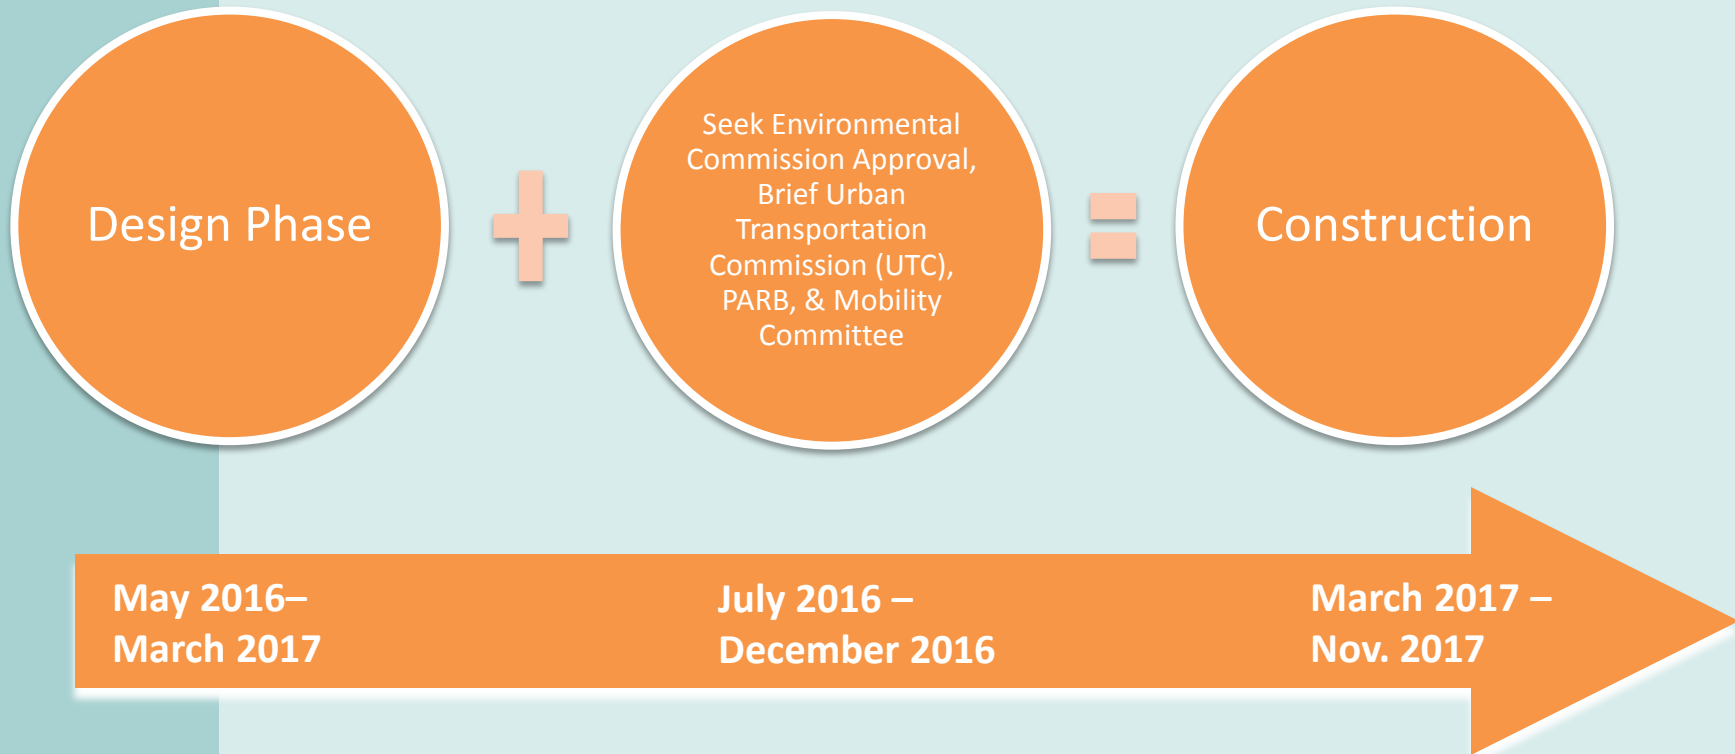 Design Phase
Seek Environmental
Commission Approval,
Brief Urban
Transportation
Commission (UTC),
PARB, & Mobility
Committee
Construction
May 2016–
March 2017
July 2016 –
December 2016
March 2017 –
Nov. 2017